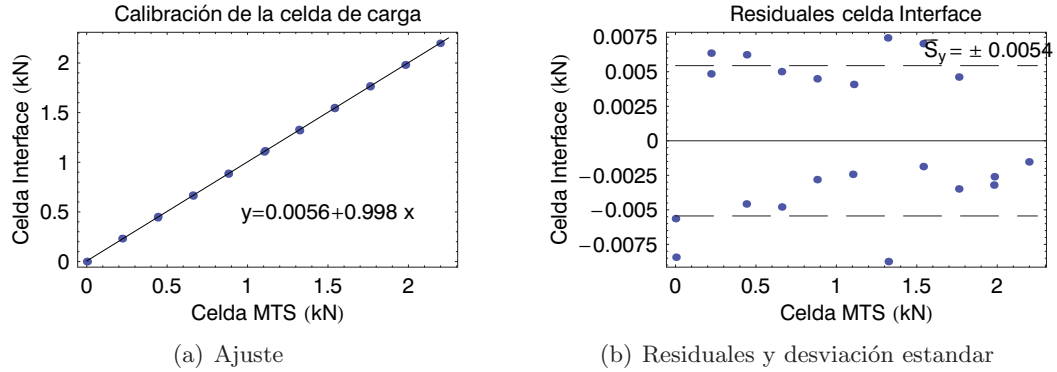 Calibración de la celda de carga
Celda Interface (kN)
2
1.5
1
0.5
0
y=0.0056+0.998 x
0 0.5 1 1.5 2
Celda MTS (kN)
(a) Ajuste
Residuales celda Interface
Celda Interface (kN)
0.0075
0.005
0.0025
0
−0.0025
−0.005
−0.0075
S̅y = ± 0.0054
0 0.5 1 1.5 2
Celda MTS (kN)
(b) Residuales y desviación estandar